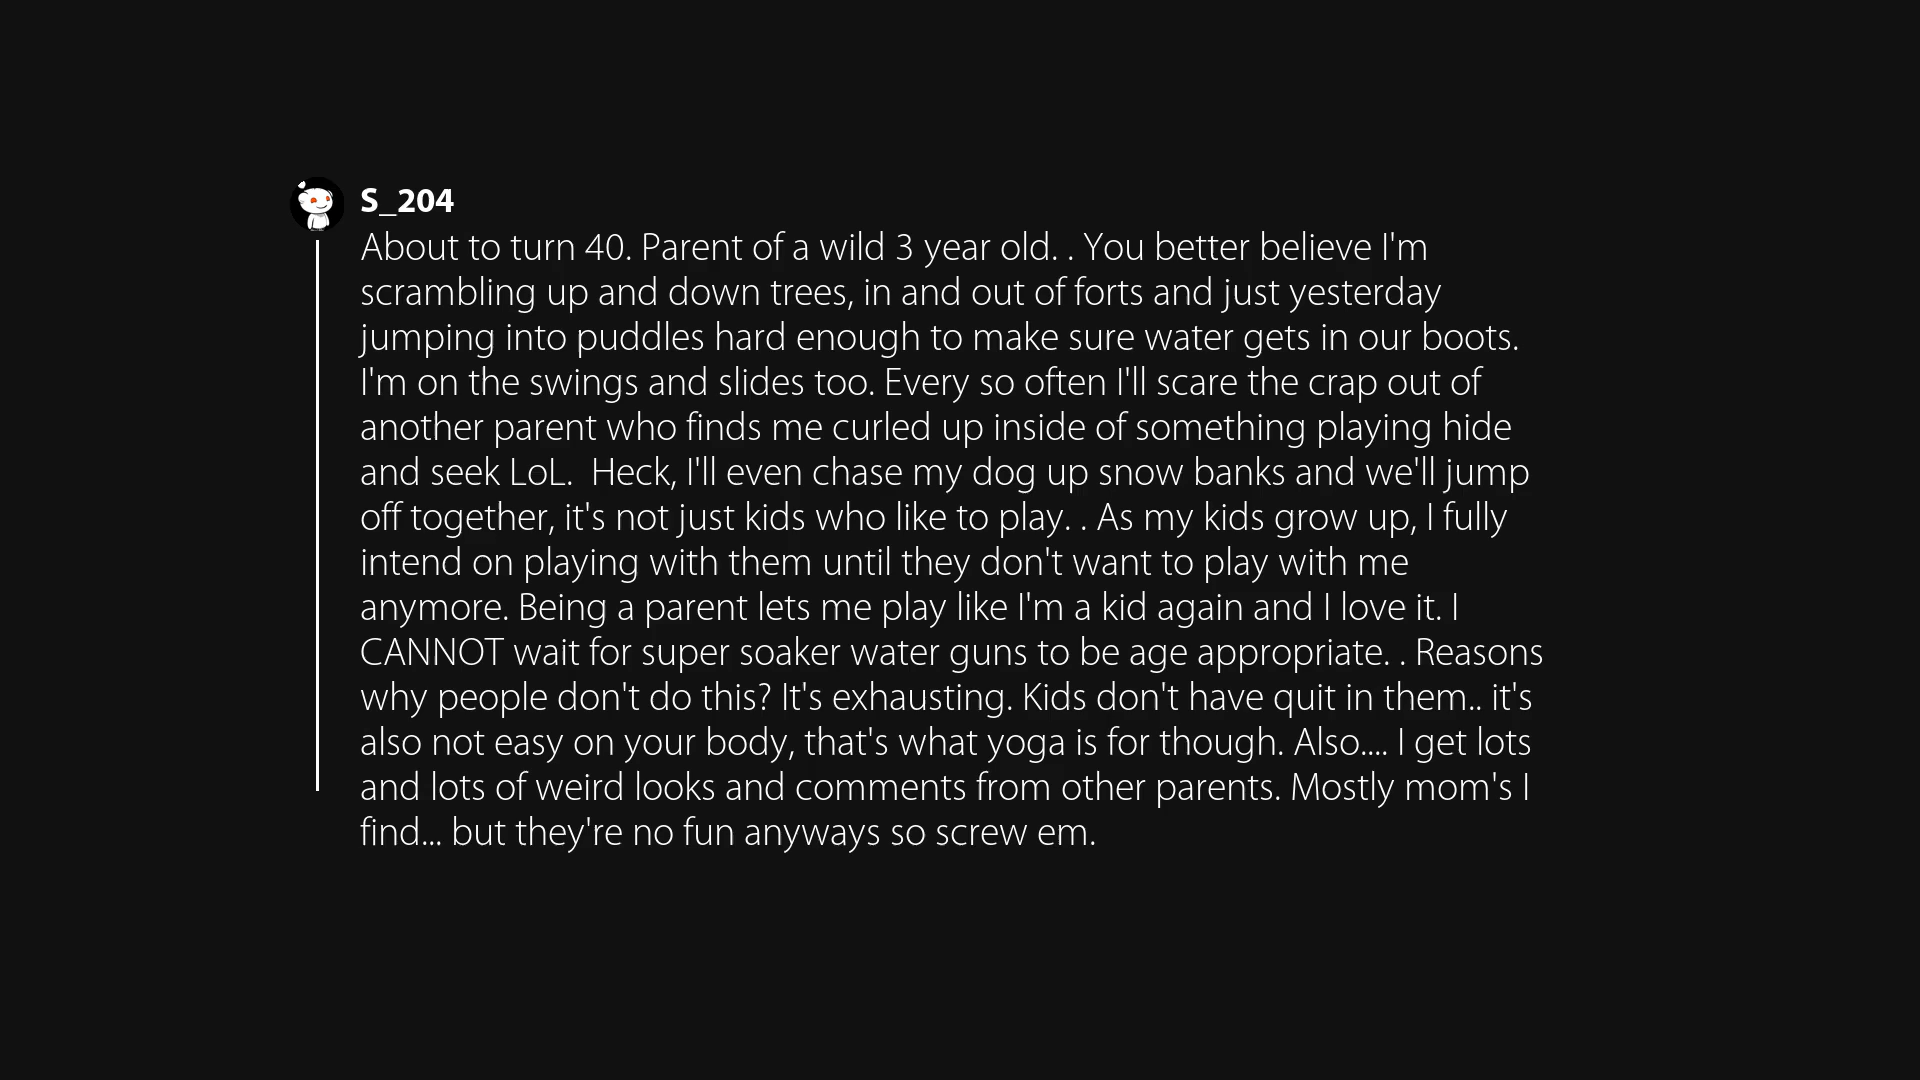 S_204
About to turn 40. Parent of a wild 3 year old. . You better believe I'm
scrambling up and down trees, in and out of forts and just yesterday
jumping into puddles hard enough to make sure water gets in our boots.
I'm on the swings and slides too. Every so often I'll scare the crap out of
another parent who finds me curled up inside of something playing hide
and seek LoL.  Heck, I'll even chase my dog up snow banks and we'll jump
off together, it's not just kids who like to play. . As my kids grow up, I fully
intend on playing with them until they don't want to play with me
anymore. Being a parent lets me play like I'm a kid again and I love it. I
CANNOT wait for super soaker water guns to be age appropriate. . Reasons
why people don't do this? It's exhausting. Kids don't have quit in them.. it's
also not easy on your body, that's what yoga is for though. Also.... I get lots
and lots of weird looks and comments from other parents. Mostly mom's I
find... but they're no fun anyways so screw em.